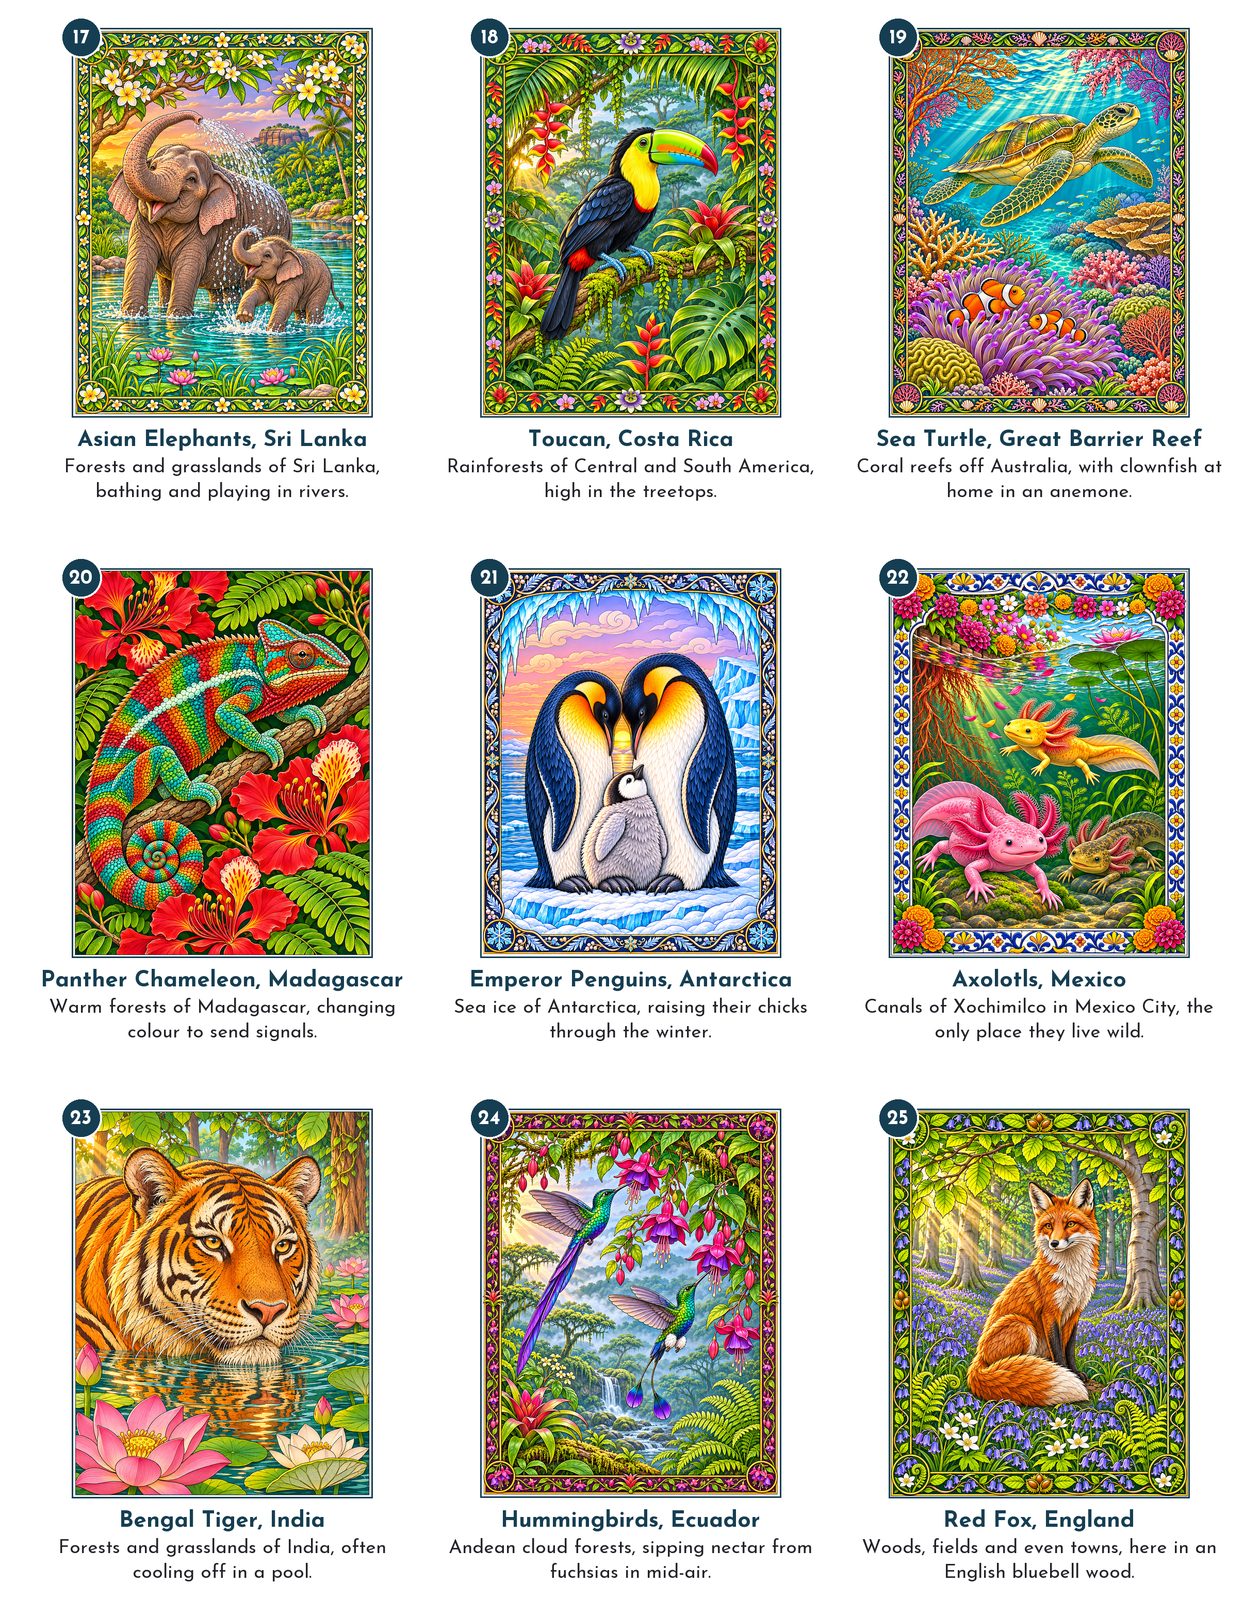 17
Asian Elephants, Sri Lanka
Forests and grasslands of Sri Lanka,
bathing and playing in rivers.
18
Toucan, Costa Rica
Rainforests of Central and South America,
high in the treetops.
19
Sea Turtle, Great Barrier Reef
Coral reefs off Australia, with clownfish at
home in an anemone.
20
Panther Chameleon, Madagascar
Warm forests of Madagascar, changing
colour to send signals.
21
Emperor Penguins, Antarctica
Sea ice of Antarctica, raising their chicks
through the winter.
22
Axolotls, Mexico
Canals of Xochimilco in Mexico City, the
only place they live wild.
23
Bengal Tiger, India
Forests and grasslands of India, often
cooling off in a pool.
24
Hummingbirds, Ecuador
Andean cloud forests, sipping nectar from
fuchsias in mid-air.
25
Red Fox, England
Woods, fields and even towns, here in an
English bluebell wood.